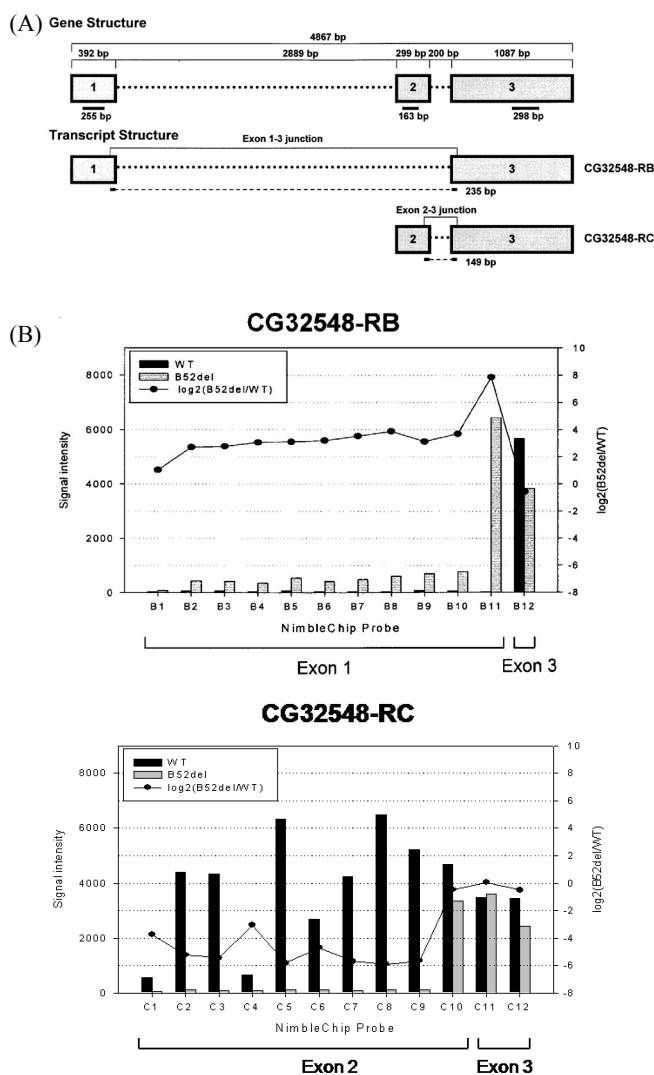 (A)
Gene Structure
4867 bp
392 bp 2889 bp 299 bp 200 bp 1087 bp
1 2 3
255 bp 163 bp 298 bp
Transcript Structure
Exon 1-3 junction
1 3 CG32548-RB
235 bp
Exon 2-3 junction
2 3 CG32548-RC
149 bp
(B)
CG32548-RB
WT
B52del
log2(B52del/WT)
Signal intensity
8000
6000
4000
2000
0
10
8
6
4
2
0
-2
-4
-6
-8
log2(B52del/WT)
B1 B2 B3 B4 B5 B6 B7 B8 B9 B10 B11 B12
NimbleChip Probe
Exon 1 Exon 3
CG32548-RC
WT
B52del
log2(B52del/WT)
Signal intensity
8000
6000
4000
2000
0
10
8
6
4
2
0
-2
-4
-6
-8
log2(B52del/WT)
C1 C2 C3 C4 C5 C6 C7 C8 C9 C10 C11 C12
NimbleChip Probe
Exon 2 Exon 3